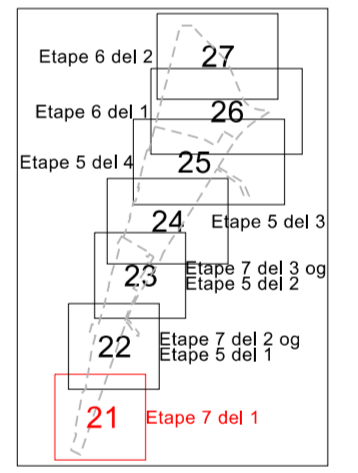 27
Etape 6 del 2
26
Etape 6 del 1
25
Etape 5 del 4
24
Etape 5 del 3
23
Etape 7 del 3 og
Etape 5 del 2
22
Etape 7 del 2 og
Etape 5 del 1
21
Etape 7 del 1